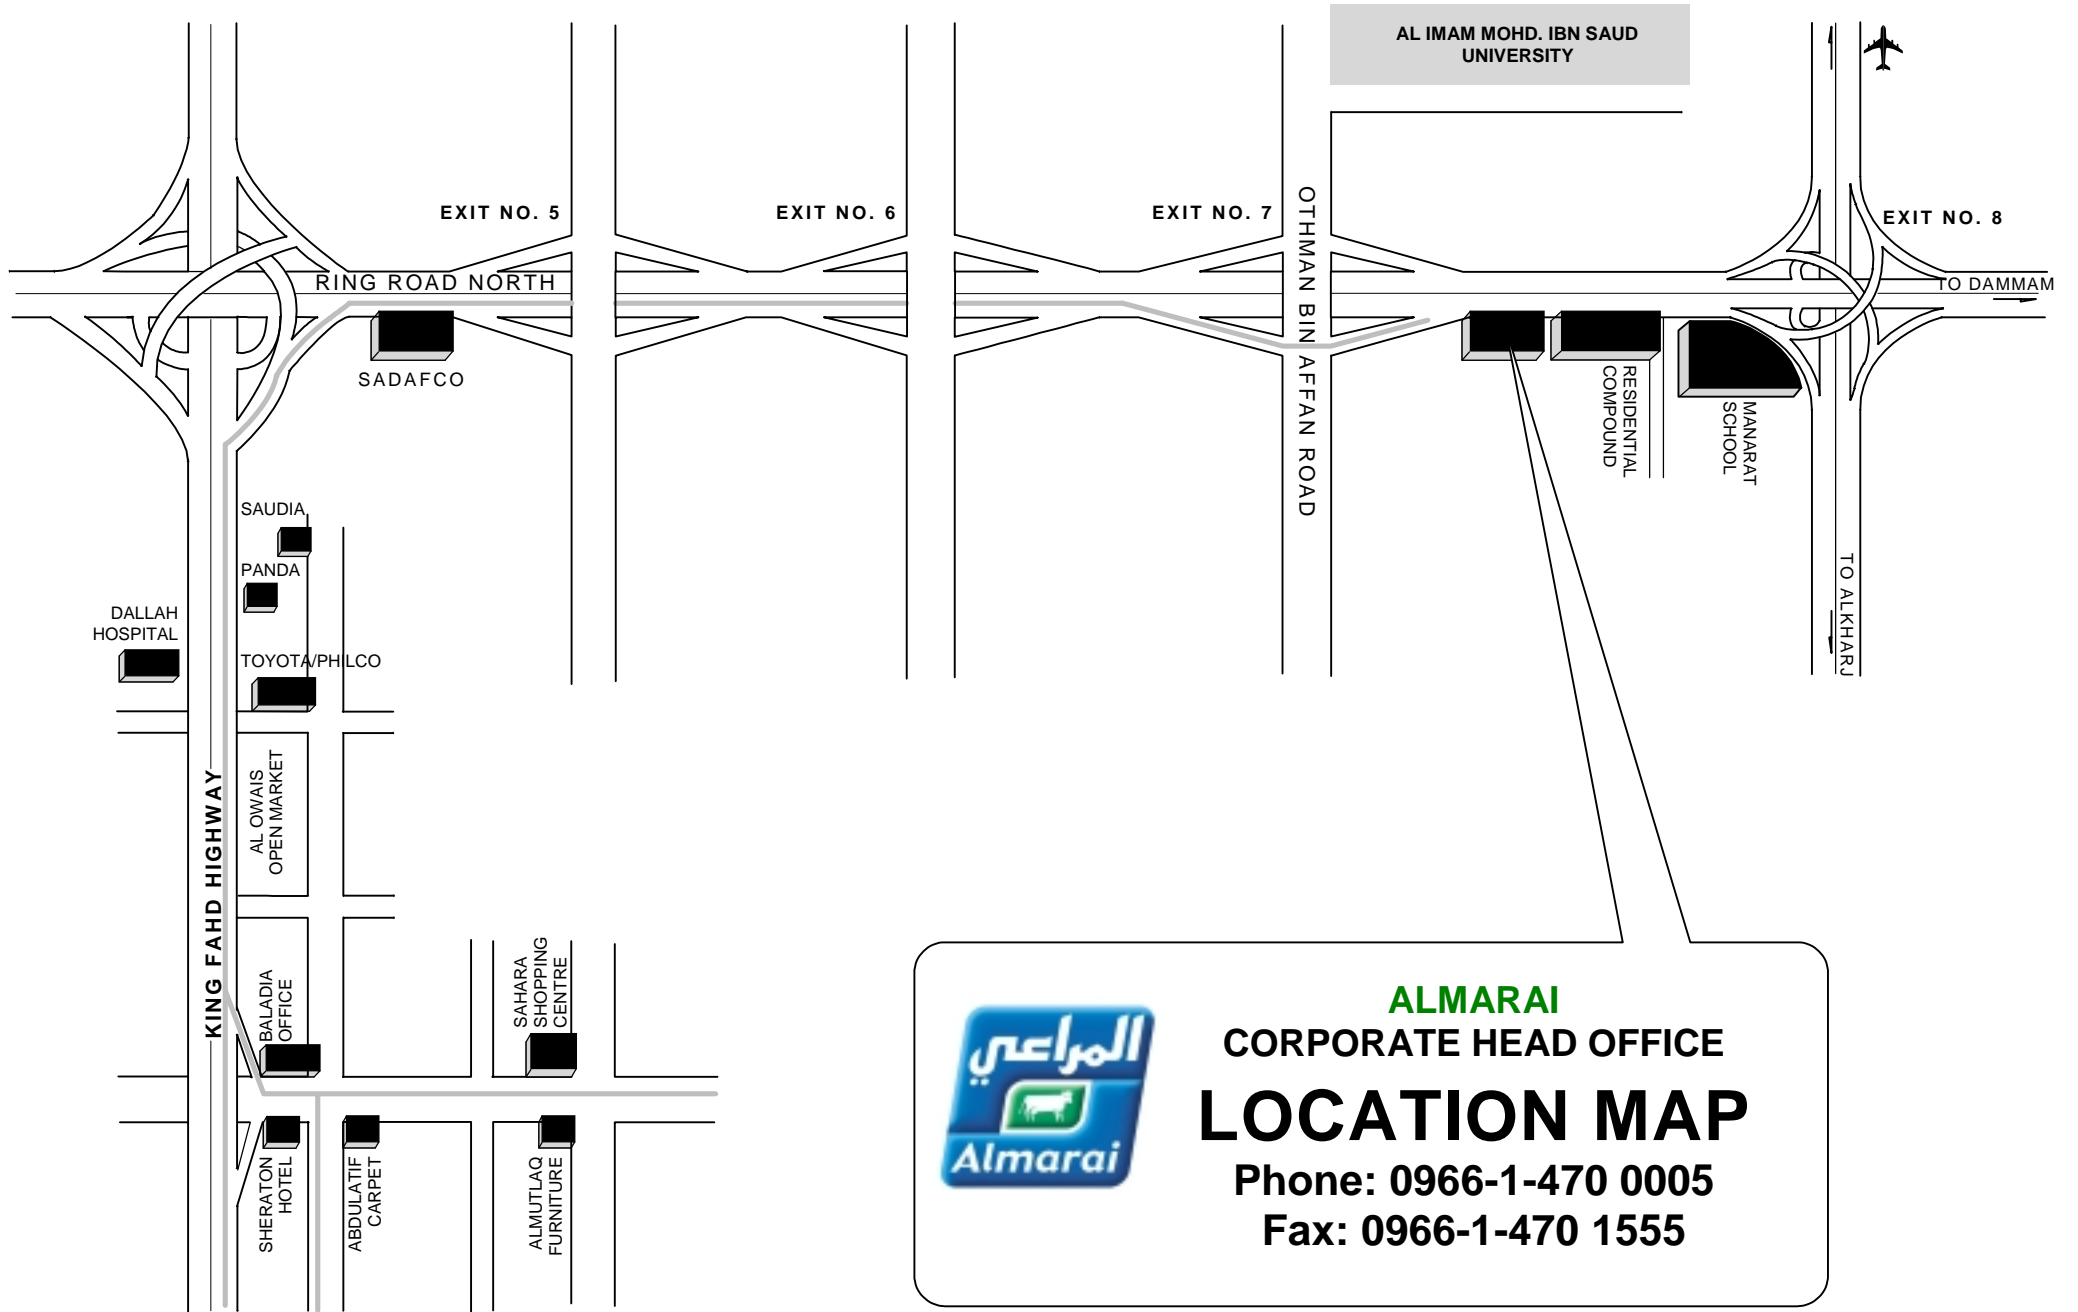 AL IMAM MOHD. IBN SAUD
UNIVERSITY
EXIT NO. 5
EXIT NO. 6
EXIT NO. 7
EXIT NO. 8
OTHMAN BIN AFFAN ROAD
RING ROAD NORTH
TO DAMMAM
SADAFCO
RESIDENTIAL
COMPOUND
MANARAT
SCHOOL
SAUDIA
PANDA
DALLAH
HOSPITAL
TOYOTA/PHILCO
TO ALKHARJ
KING FAHD HIGHWAY
AL OWAIS
OPEN MARKET
BALADIA
OFFICE
SAHARA
SHOPPING
CENTRE
SHERATON
HOTEL
ABDULATIF
CARPET
ALMUTLAQ
FURNITURE
المراعي
Almarai
ALMARAI
CORPORATE HEAD OFFICE
LOCATION MAP
Phone: 0966-1-470 0005
Fax: 0966-1-470 1555